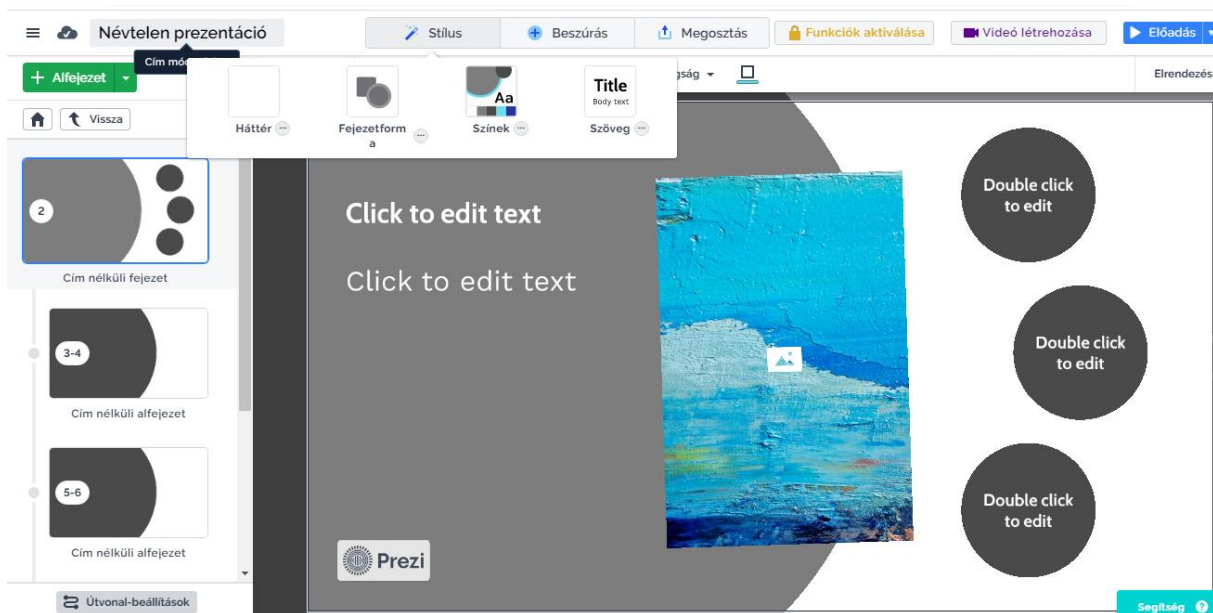 Névtelen prezentáció
Stílus
Beszúrás
Megosztás
Funkciók aktiválása
Videó létrehozása
Előadás
Alfejezet
Cím
Elrendezés
Vissza
Háttér
Fejezetform
a
Aa
Színek
Title
Body text
Szöveg
2
Cím nélküli fejezet
3-4
Cím nélküli alfejezet
5-6
Cím nélküli alfejezet
Útvonal-beállítások
Click to edit text
Click to edit text
Prezi
Double click
to edit
Double click
to edit
Double click
to edit
Segítség ?